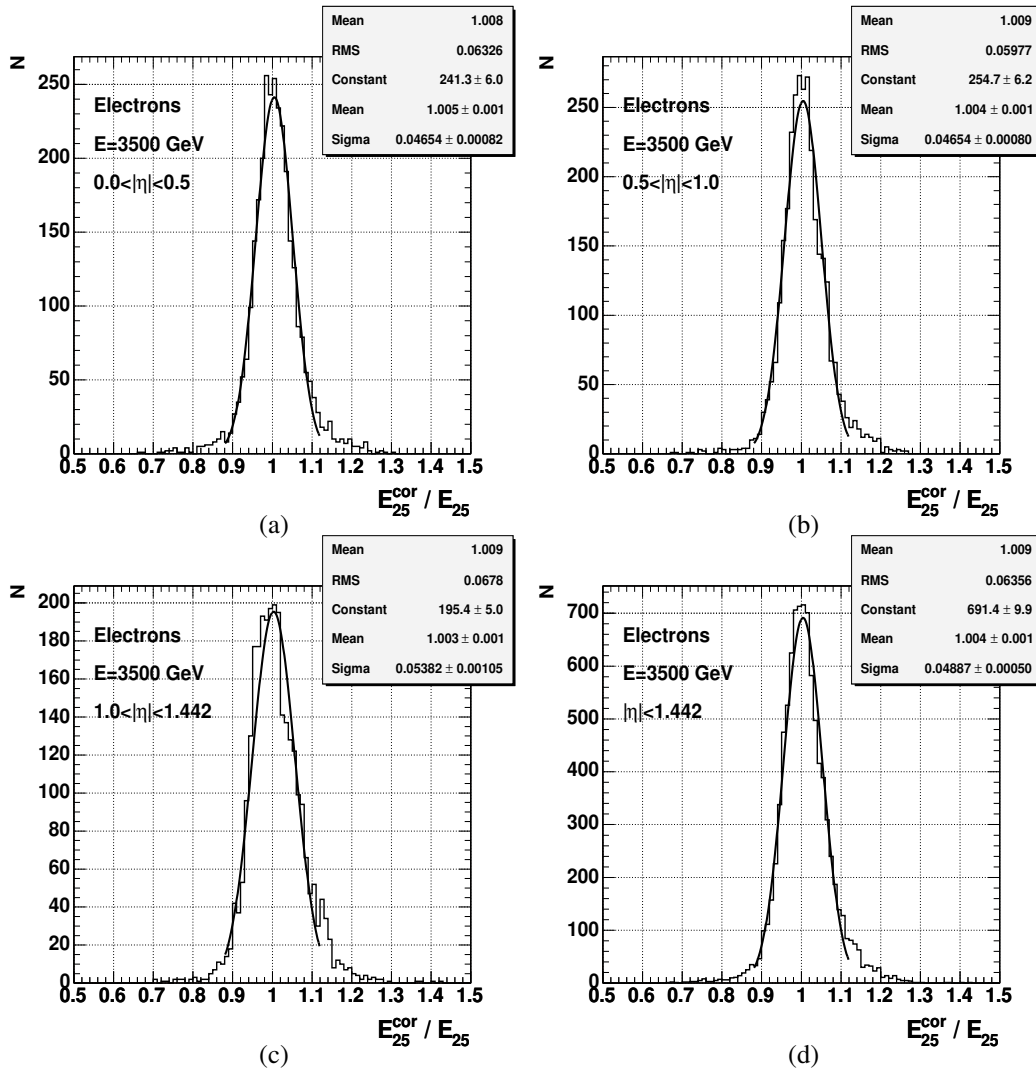 Mean 1.008
RMS 0.06326
Constant 241.3 ± 6.0
Mean 1.005 ± 0.001
Sigma 0.04654 ± 0.00082
N
250
200
150
100
50
0
Electrons
E=3500 GeV
0.0<|η|<0.5
0.5 0.6 0.7 0.8 0.9 1 1.1 1.2 1.3 1.4 1.5
E25cor / E25
(a)
Mean 1.009
RMS 0.05977
Constant 254.7 ± 6.2
Mean 1.004 ± 0.001
Sigma 0.04654 ± 0.00080
N
250
200
150
100
50
0
Electrons
E=3500 GeV
0.5<|η|<1.0
0.5 0.6 0.7 0.8 0.9 1 1.1 1.2 1.3 1.4 1.5
E25cor / E25
(b)
Mean 1.009
RMS 0.0678
Constant 195.4 ± 5.0
Mean 1.003 ± 0.001
Sigma 0.05382 ± 0.00105
N
200
180
160
140
120
100
80
60
40
20
0
Electrons
E=3500 GeV
1.0<|η|<1.442
0.5 0.6 0.7 0.8 0.9 1 1.1 1.2 1.3 1.4 1.5
E25cor / E25
(c)
Mean 1.009
RMS 0.06356
Constant 691.4 ± 9.9
Mean 1.004 ± 0.001
Sigma 0.04887 ± 0.00050
N
700
600
500
400
300
200
100
0
Electrons
E=3500 GeV
|η|<1.442
0.5 0.6 0.7 0.8 0.9 1 1.1 1.2 1.3 1.4 1.5
E25cor / E25
(d)